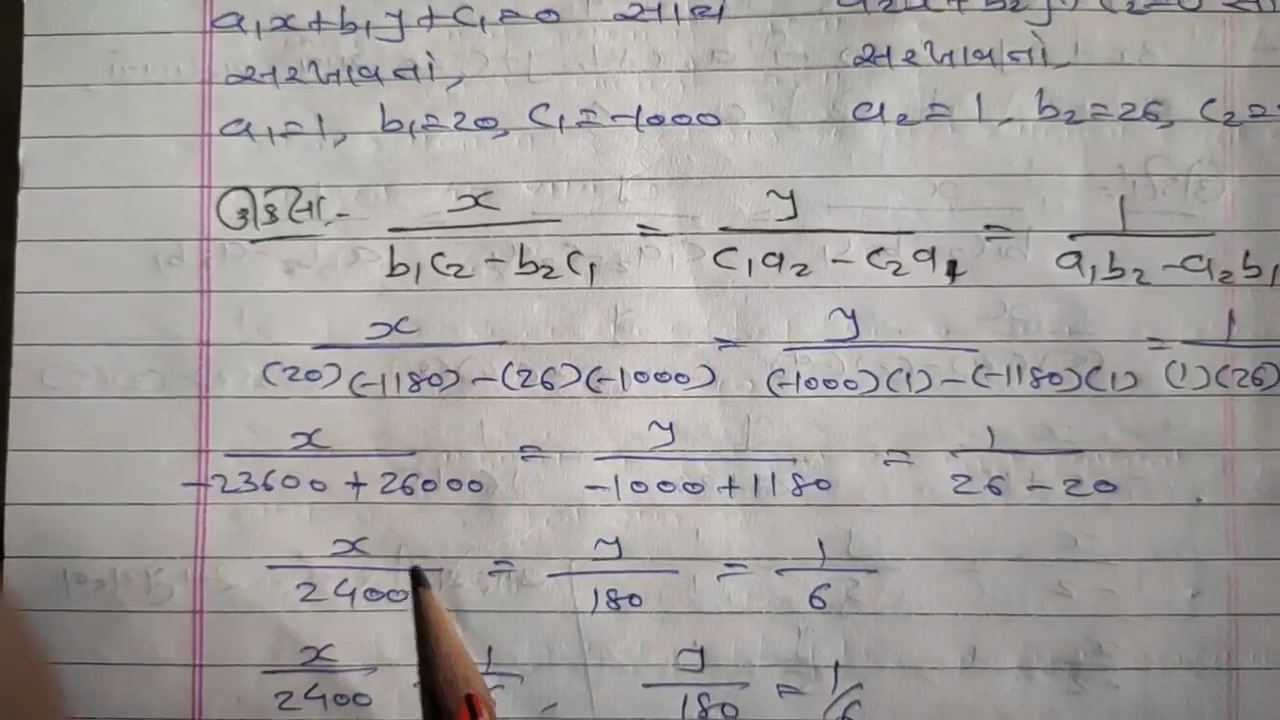 a₁x+b₁y+c₁=0 સાથે
સરખાવતાં, સરખાવતાં,
a₁=1, b₁=20, c₁=-1000 a₂=1, b₂=26, c₂=
x/(b₁c₂-b₂c₁) = y/(c₁a₂-c₂a₁) = 1/(a₁b₂-a₂b₁
x/((20)(-1180)-(26)(-1000)) = y/((-1000)(1)-(-1180)(1)) = 1/((1)(26)
x/(-23600+26000) = y/(-1000+1180) = 1/(26-20)
x/2400 = y/180 = 1/6
x/2400 1 y/180 = 1/6